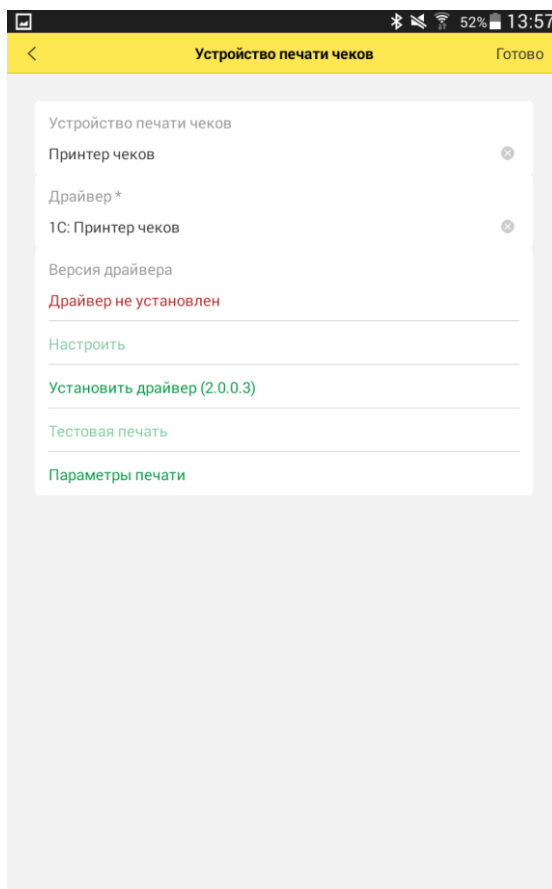 52% 13:57
Устройство печати чеков Готово
Устройство печати чеков
Принтер чеков
Драйвер *
1С: Принтер чеков
Версия драйвера
Драйвер не установлен
Настроить
Установить драйвер (2.0.0.3)
Тестовая печать
Параметры печати